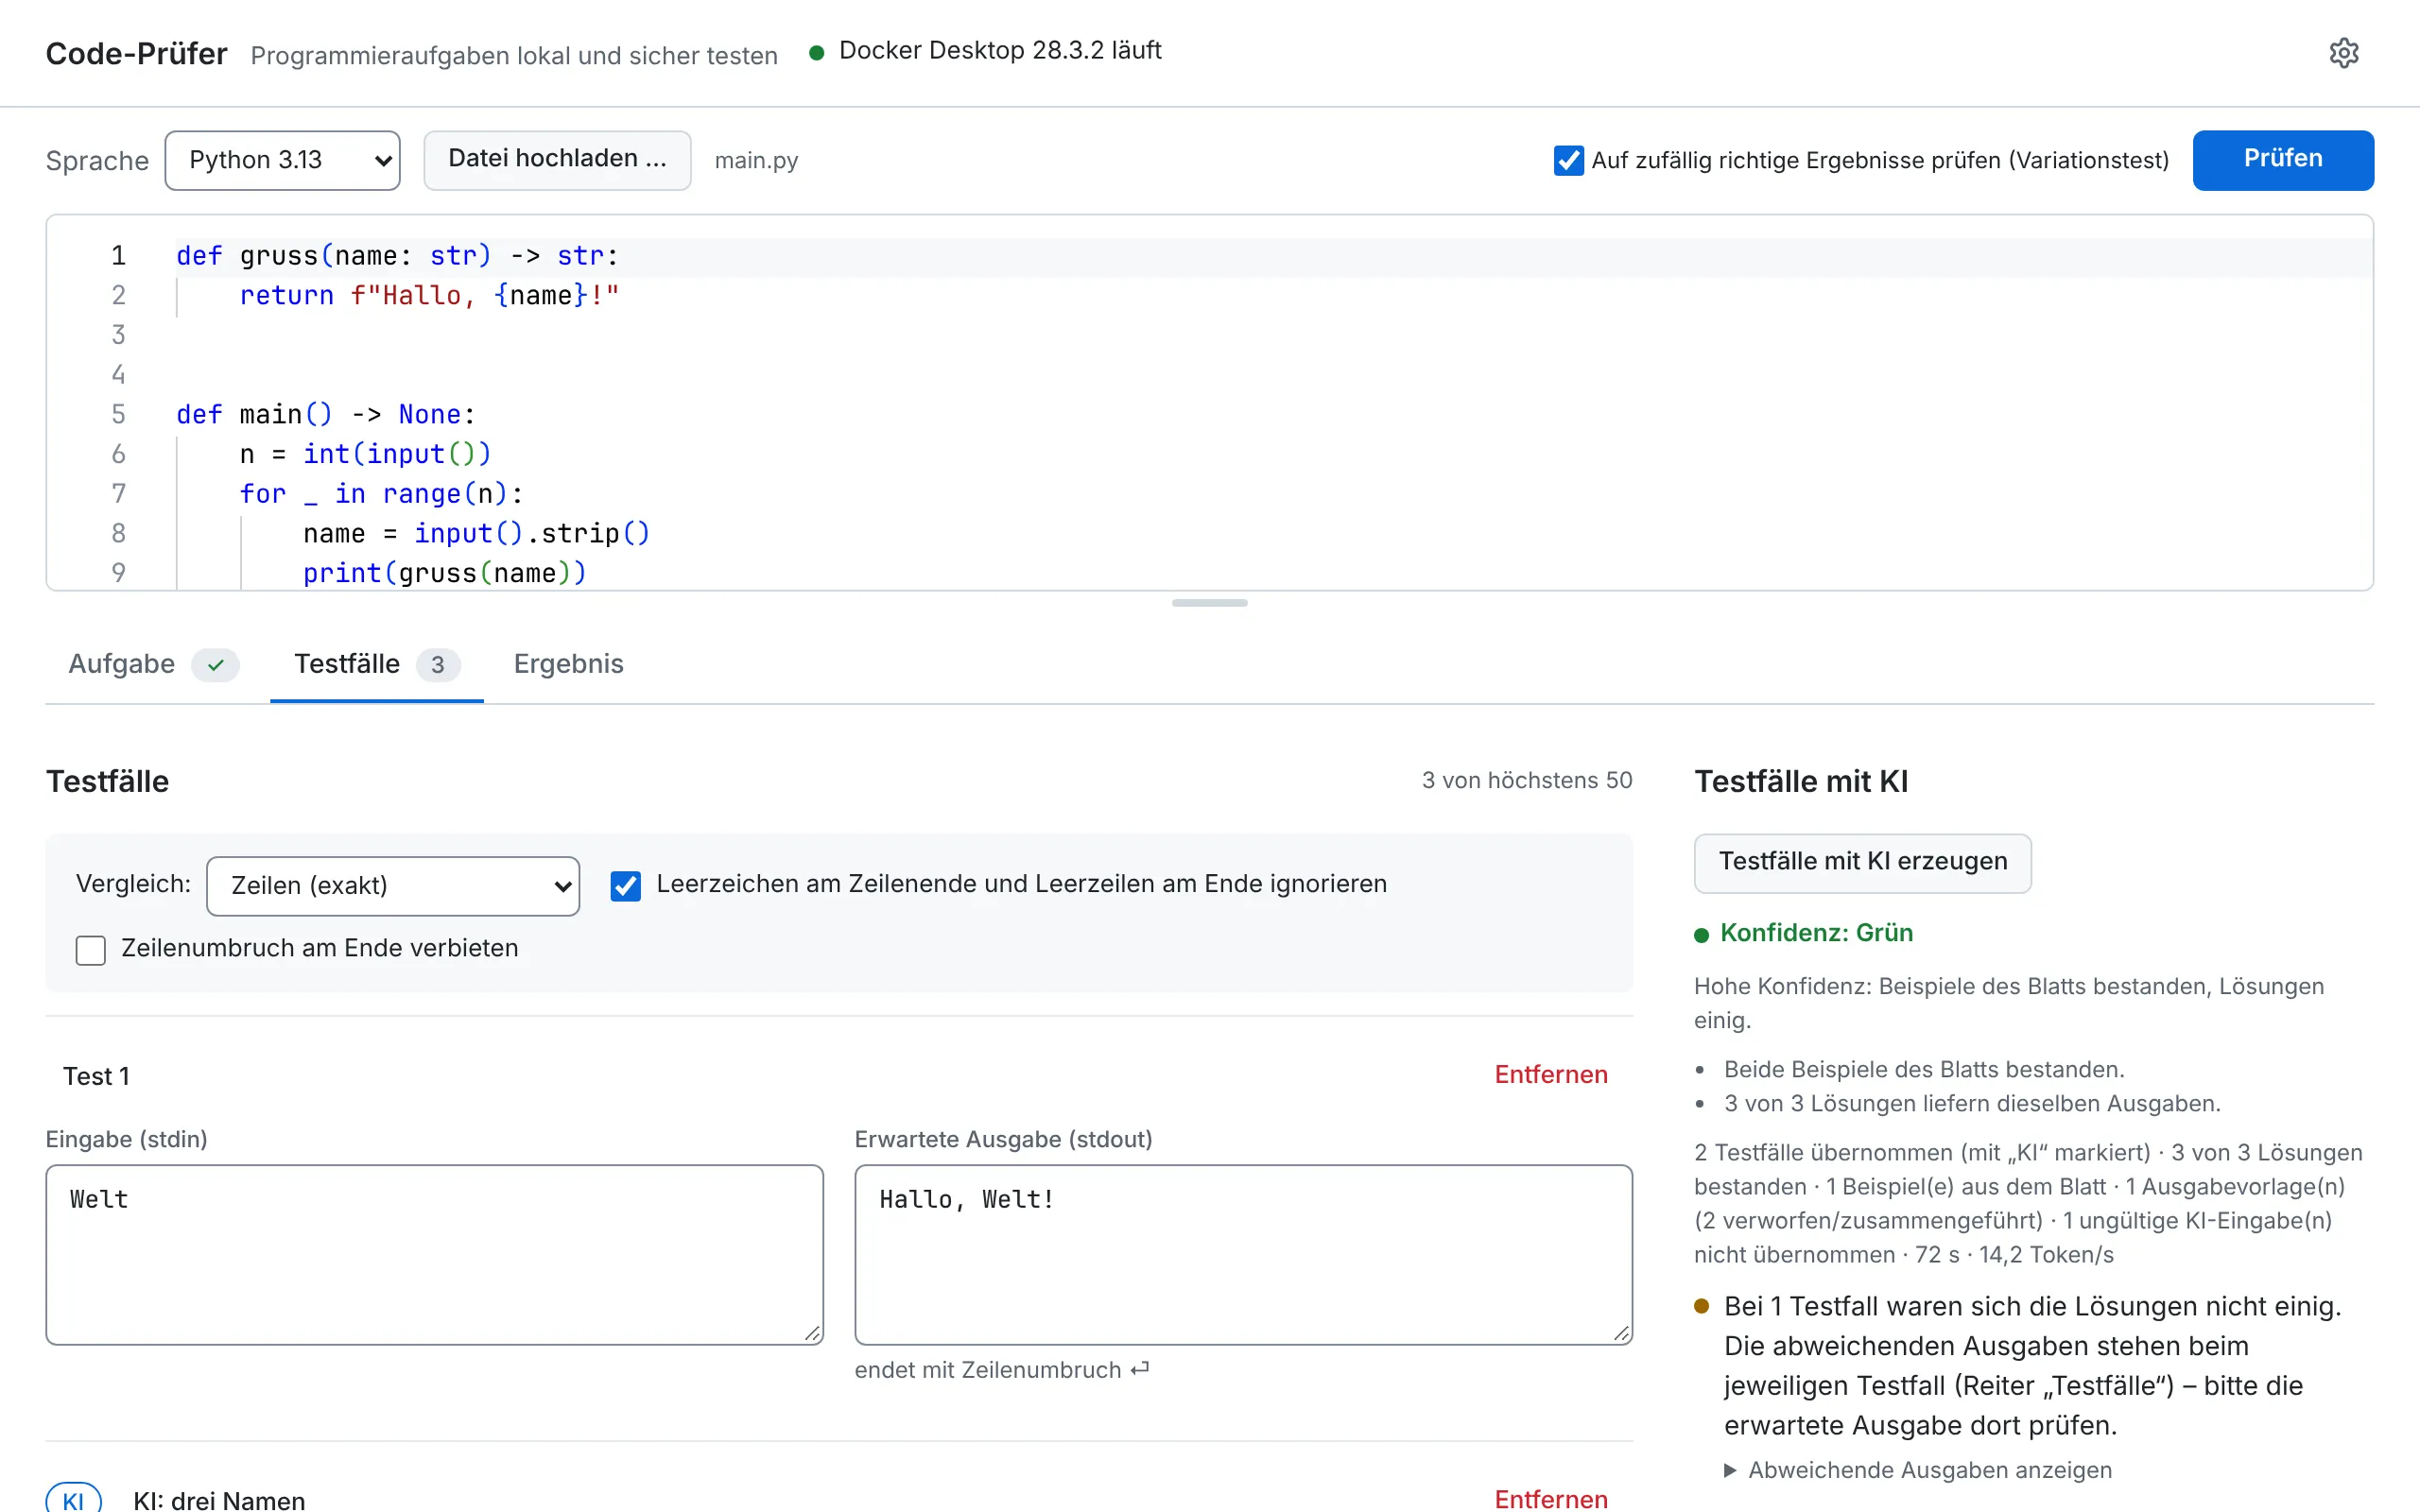 Code-Prüfer Programmieraufgaben lokal und sicher testen Docker Desktop 28.3.2 läuft
Sprache Python 3.13 Datei hochladen ... main.py Auf zufällig richtige Ergebnisse prüfen (Variationstest) Prüfen
1 def gruss(name: str) -> str:
2     return f"Hallo, {name}!"
3
4
5 def main() -> None:
6     n = int(input())
7     for _ in range(n):
8         name = input().strip()
9         print(gruss(name))
Aufgabe Testfälle 3 Ergebnis
Testfälle 3 von höchstens 50
Vergleich: Zeilen (exakt) Leerzeichen am Zeilenende und Leerzeilen am Ende ignorieren
Zeilenumbruch am Ende verbieten
Test 1 Entfernen
Eingabe (stdin) Erwartete Ausgabe (stdout)
Welt Hallo, Welt!
endet mit Zeilenumbruch ↵
KI KI: drei Namen Entfernen
Testfälle mit KI
Testfälle mit KI erzeugen
Konfidenz: Grün
Hohe Konfidenz: Beispiele des Blatts bestanden, Lösungen
einig.
• Beide Beispiele des Blatts bestanden.
• 3 von 3 Lösungen liefern dieselben Ausgaben.
2 Testfälle übernommen (mit „KI“ markiert) · 3 von 3 Lösungen
bestanden · 1 Beispiel(e) aus dem Blatt · 1 Ausgabevorlage(n)
(2 verworfen/zusammengeführt) · 1 ungültige KI-Eingabe(n)
nicht übernommen · 72 s · 14,2 Token/s
Bei 1 Testfall waren sich die Lösungen nicht einig.
Die abweichenden Ausgaben stehen beim
jeweiligen Testfall (Reiter „Testfälle“) – bitte die
erwartete Ausgabe dort prüfen.
▶ Abweichende Ausgaben anzeigen